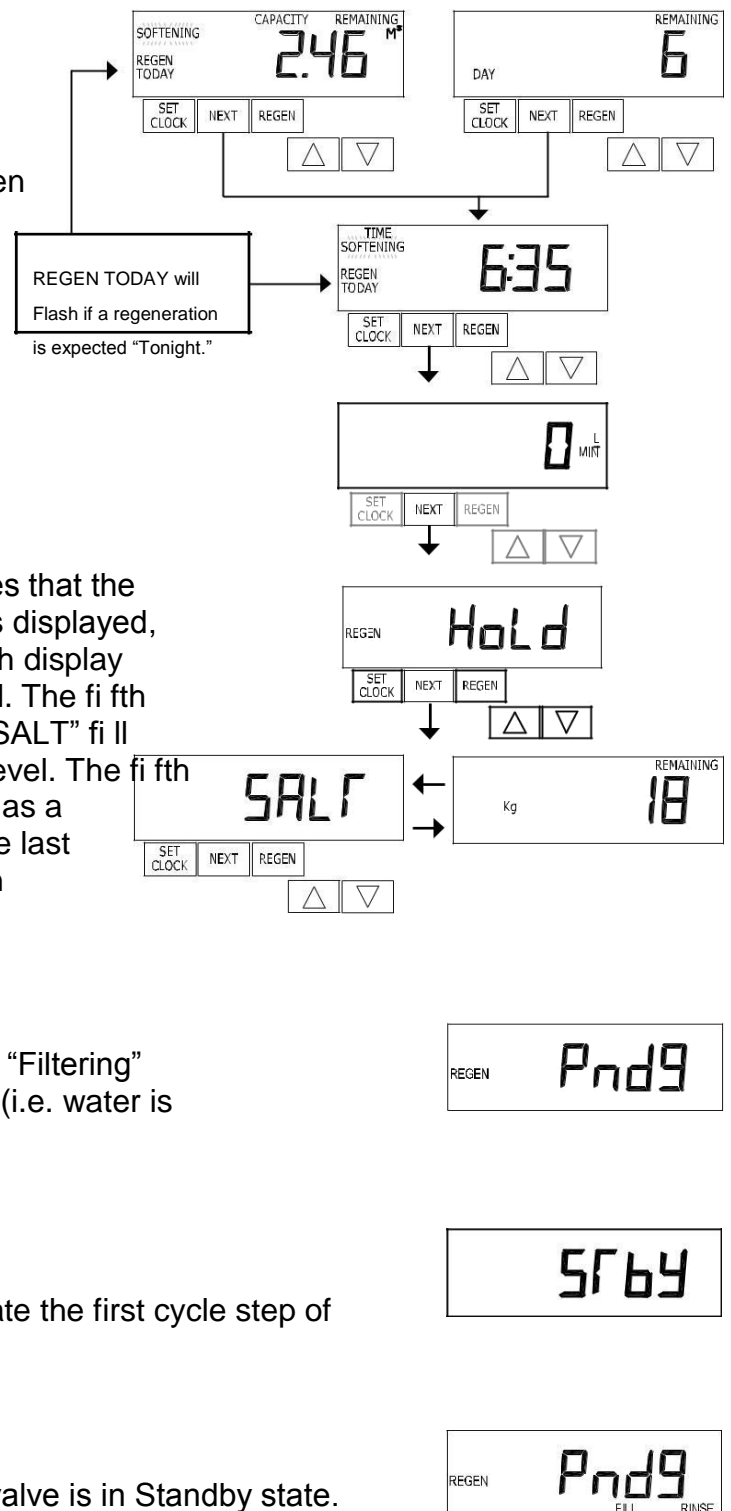 SOFTENING CAPACITY REMAINING
REGEN TODAY 2.46 M³
SET CLOCK NEXT REGEN
REMAINING
DAY 6
SET CLOCK NEXT REGEN
en
REGEN TODAY will
Flash if a regeneration
is expected “Tonight.”
TIME
SOFTENING
REGEN TODAY 6:35
SET CLOCK NEXT REGEN
0 L MIN
SET CLOCK NEXT REGEN
es that the
s displayed,
h display
l. The fi fth
SALT” fi ll
evel. The fi fth
as a
e last
n
REGEN HoLd
SET CLOCK NEXT REGEN
SALT
SET CLOCK NEXT REGEN
REMAINING
Kg 18
“Filtering”
(i.e. water is
REGEN Pndg
Stby
ate the first cycle step of
valve is in Standby state.
REGEN Pndg
FILL RINSE